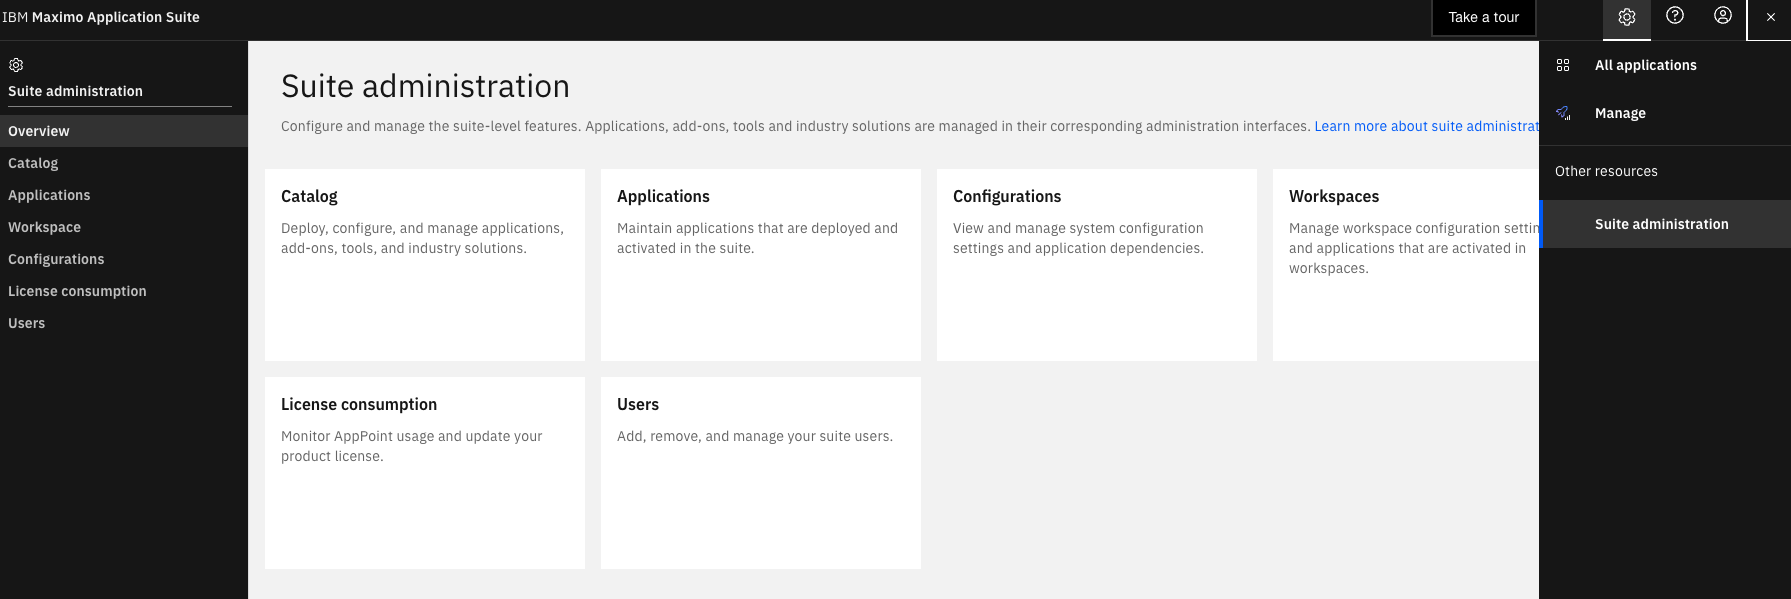 IBM Maximo Application Suite
Take a tour
Suite administration
Overview
Catalog
Applications
Workspace
Configurations
License consumption
Users
Suite administration
Configure and manage the suite-level features. Applications, add-ons, tools and industry solutions are managed in their corresponding administration interfaces. Learn more about suite administrat
Catalog
Deploy, configure, and manage applications,
add-ons, tools, and industry solutions.
Applications
Maintain applications that are deployed and
activated in the suite.
Configurations
View and manage system configuration
settings and application dependencies.
Workspaces
Manage workspace configuration settin
and applications that are activated in
workspaces.
License consumption
Monitor AppPoint usage and update your
product license.
Users
Add, remove, and manage your suite users.
All applications
Manage
Other resources
Suite administration